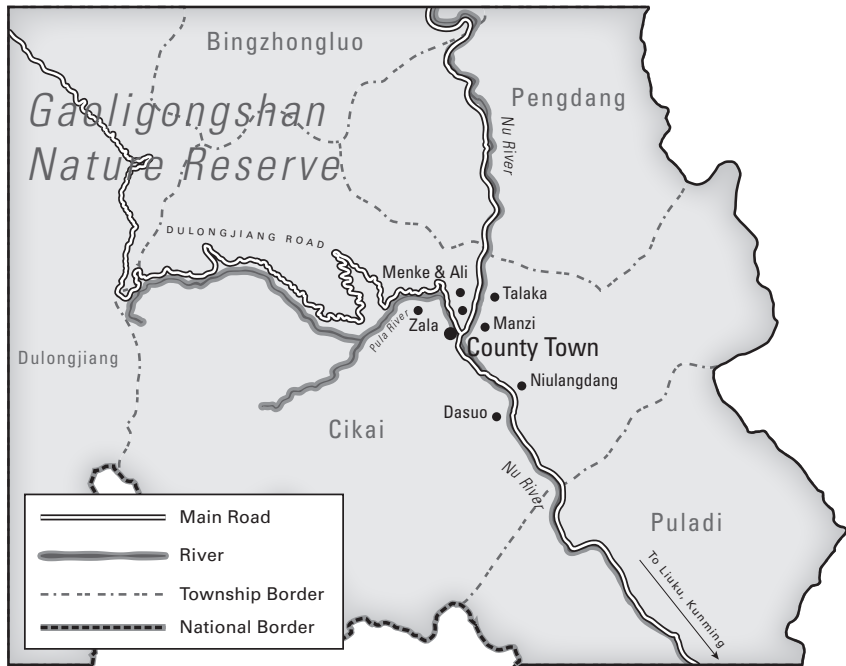 Bingzhongluo
Pengdang
Gaoligongshan
Nature Reserve
Nu River
DULONGJIANG ROAD
Menke & Ali
Talaka
Pula River
Zala
Manzi
County Town
Dulongjiang
Niulangdang
Dasuo
Cikai
Nu River
Puladi
To Liuku, Kunming
Main Road
River
Township Border
National Border